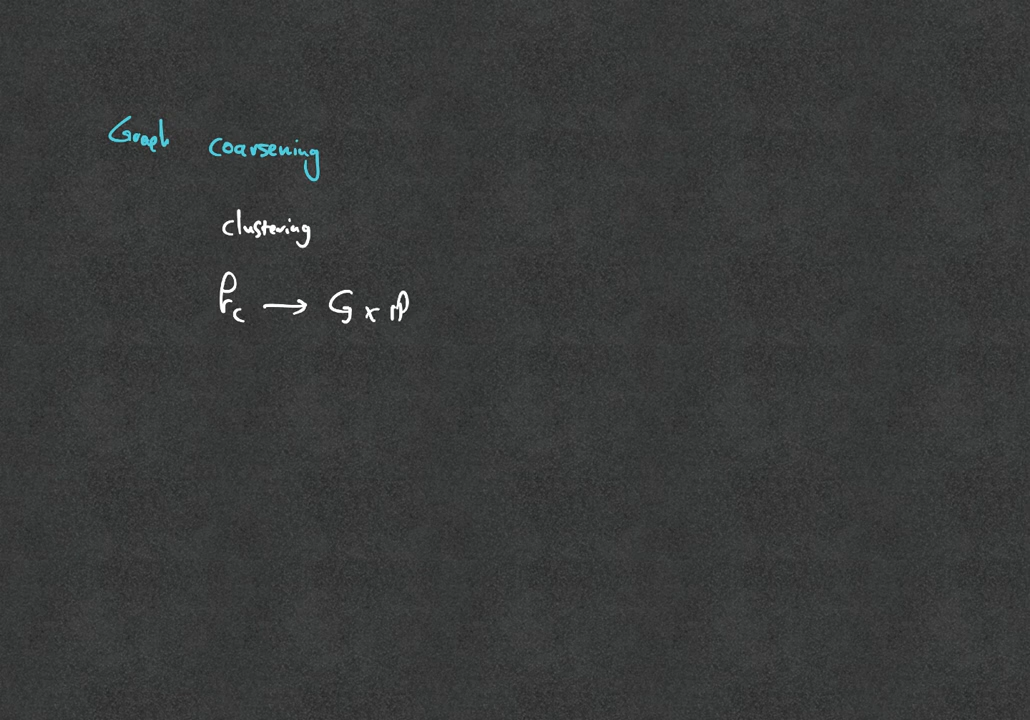 Graph coarsening
clustering
P_c → G x P